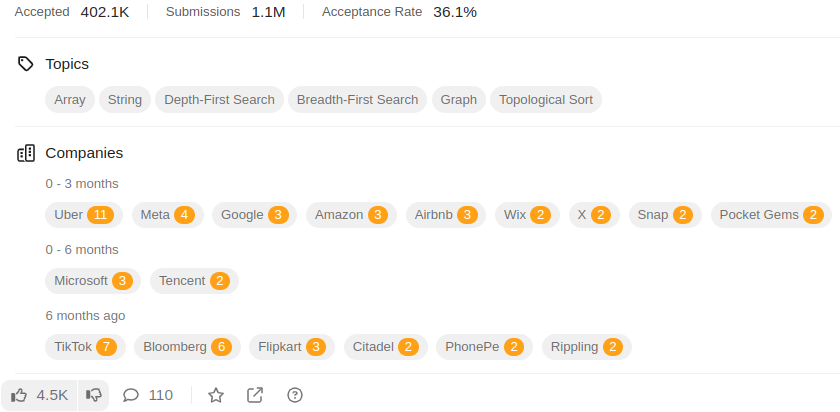 Accepted 402.1K Submissions 1.1M Acceptance Rate 36.1%
Topics
Array String Depth-First Search Breadth-First Search Graph Topological Sort
Companies
0 - 3 months
Uber 11 Meta 4 Google 3 Amazon 3 Airbnb 3 Wix 2 X 2 Snap 2 Pocket Gems 2
0 - 6 months
Microsoft 3 Tencent 2
6 months ago
TikTok 7 Bloomberg 6 Flipkart 3 Citadel 2 PhonePe 2 Rippling 2
4.5K 110